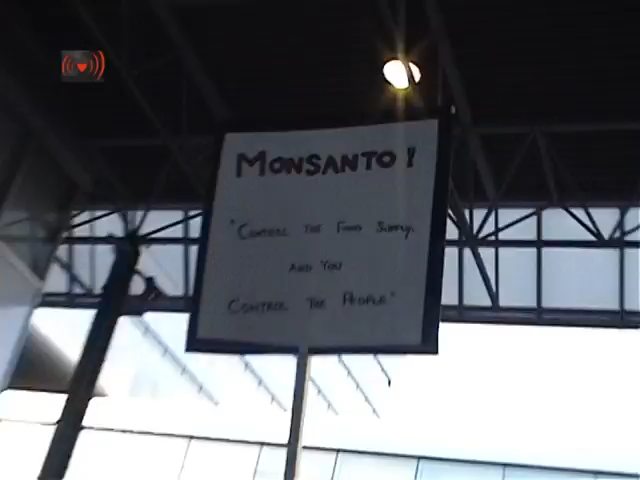 MONSANTO!
"CONTROL THE FOOD SUPPLY,
AND YOU
CONTROL THE PEOPLE"